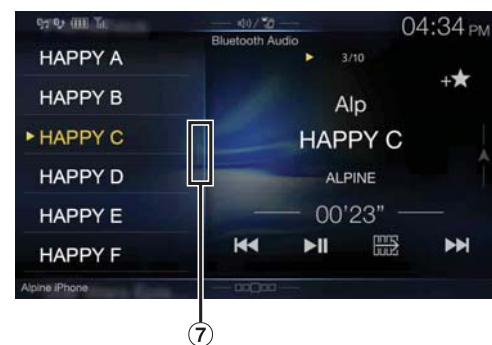 04:34 PM
Bluetooth Audio
HAPPY A
HAPPY B
HAPPY C
HAPPY D
HAPPY E
HAPPY F
3/10
Alp
HAPPY C
ALPINE
00'23"
Alpine iPhone
7